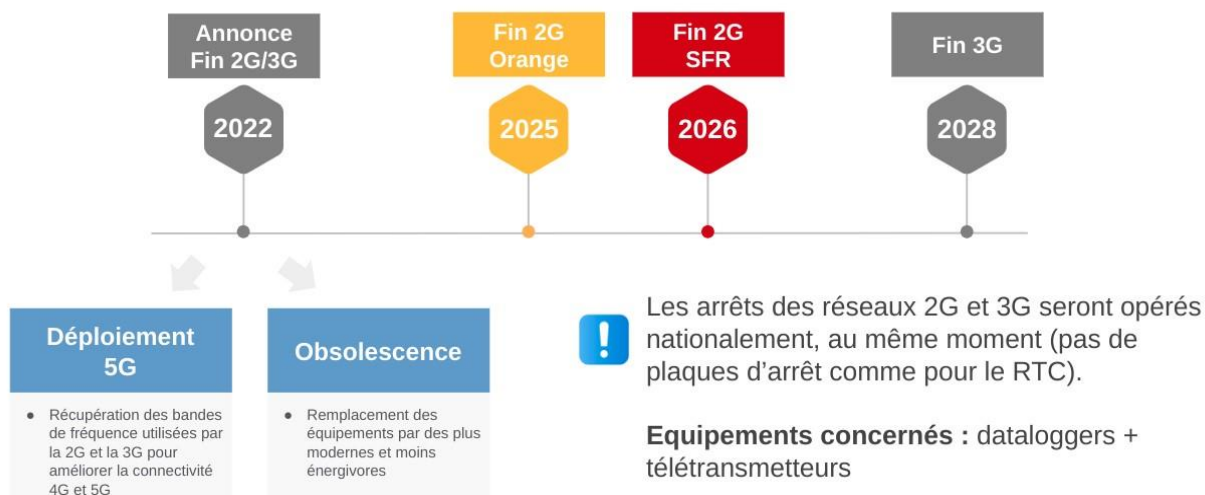 Annonce
Fin 2G/3G
Fin 2G
Orange
Fin 2G
SFR
Fin 3G
2022
2025
2026
2028
Déploiement
5G
● Récupération des bandes
de fréquence utilisées par
la 2G et la 3G pour
améliorer la connectivité
4G et 5G
Obsolescence
● Remplacement des
équipements par des plus
modernes et moins
énergivores
!
Les arrêts des réseaux 2G et 3G seront opérés
nationalement, au même moment (pas de
plaques d’arrêt comme pour le RTC).
Equipements concernés : dataloggers +
télétransmetteurs